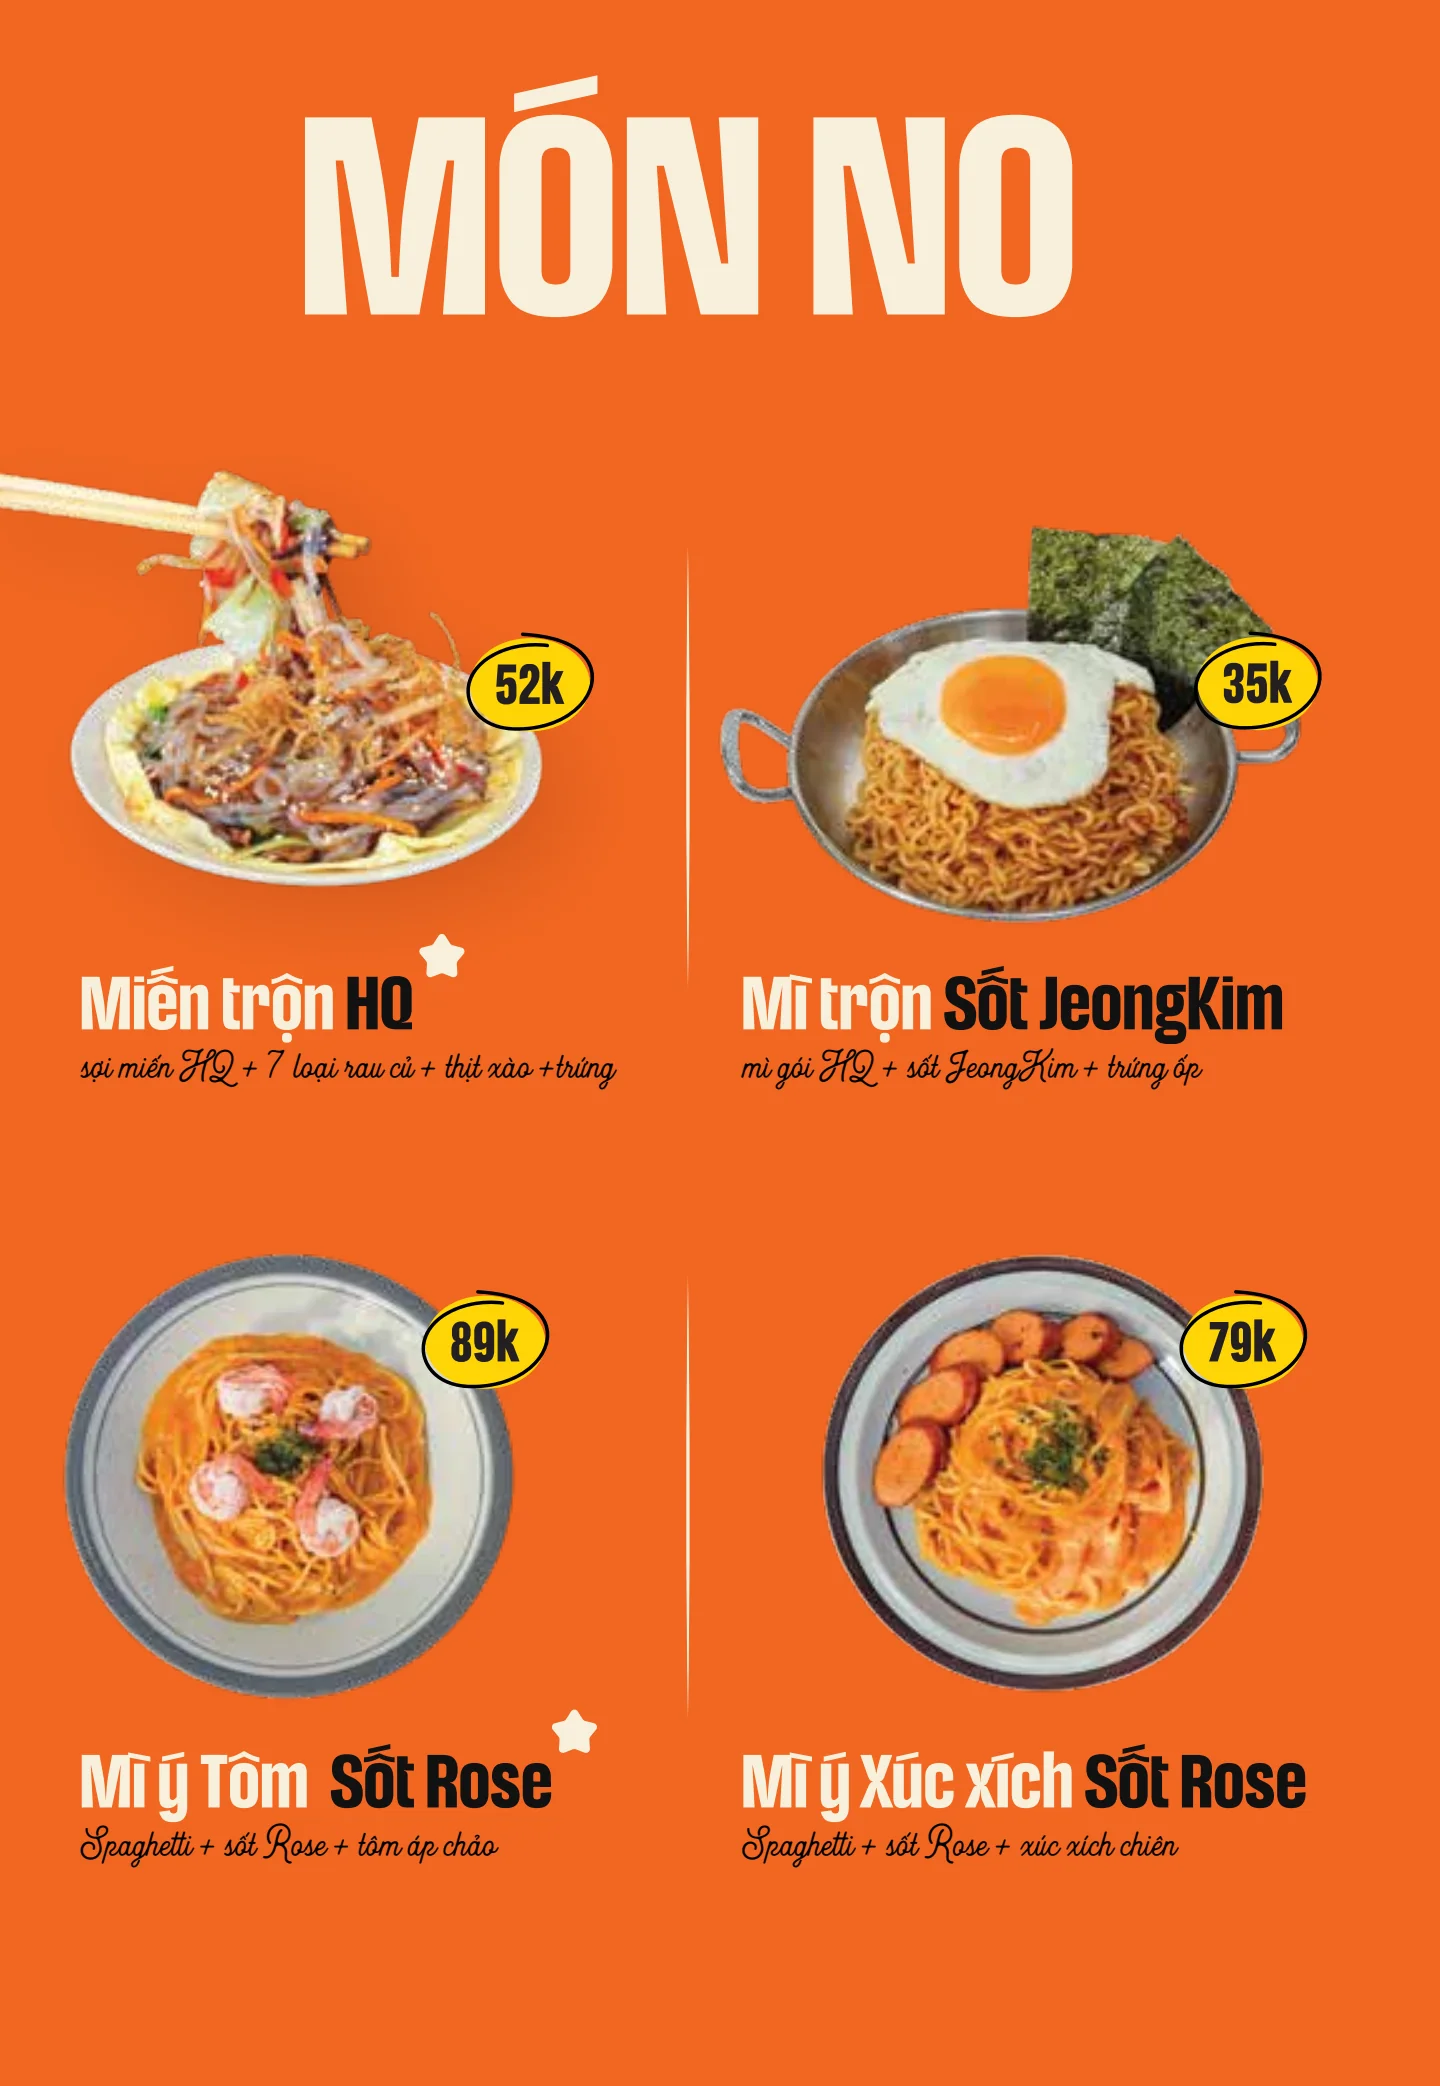 MÓN NO
52k
35k
Miến trộn HQ
sợi miến HQ + 7 loại rau củ + thịt xào +trứng
Mì trộn Sốt JeongKim
mì gói HQ + sốt JeongKim + trứng ốp
89k
79k
Mì ý Tôm Sốt Rose
Spaghetti + sốt Rose + tôm áp chảo
Mì ý Xúc xích Sốt Rose
Spaghetti + sốt Rose + xúc xích chiên